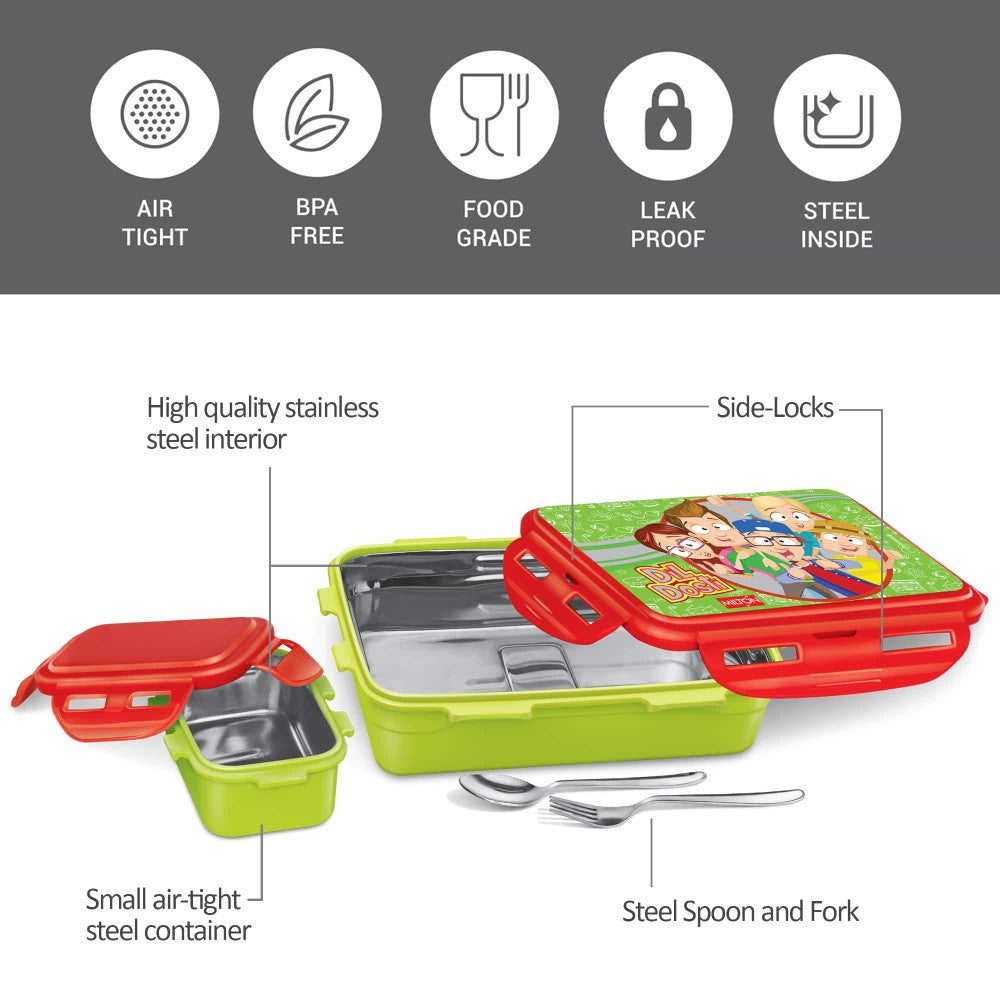 AIR
TIGHT
BPA
FREE
FOOD
GRADE
LEAK
PROOF
STEEL
INSIDE
High quality stainless
steel interior
Side-Locks
DiL
Dosti
MILTON
Small air-tight
steel container
Steel Spoon and Fork